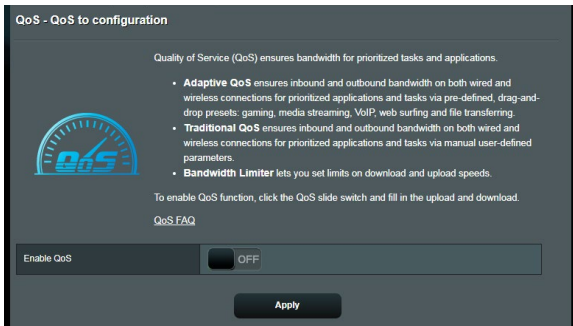 QoS - QoS to configuration
Quality of Service (QoS) ensures bandwidth for prioritized tasks and applications.
• Adaptive QoS ensures inbound and outbound bandwidth on both wired and
wireless connections for prioritized applications and tasks via pre-defined, drag-and-
drop presets: gaming, media streaming, VoIP, web surfing and file transferring.
• Traditional QoS ensures inbound and outbound bandwidth on both wired and
wireless connections for prioritized applications and tasks via manual user-defined
parameters.
• Bandwidth Limiter lets you set limits on download and upload speeds.
QoS
To enable QoS function, click the QoS slide switch and fill in the upload and download.
QoS FAQ
Enable QoS
OFF
Apply